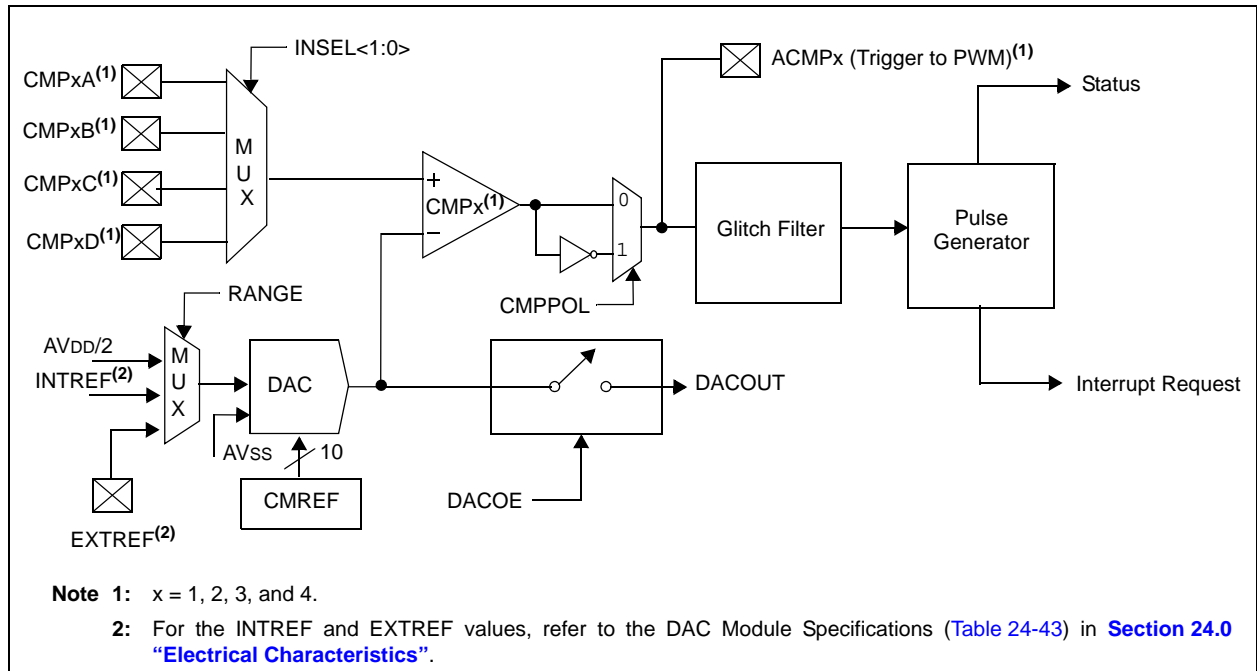 INSEL<1:0>
CMPxA(1)
CMPxB(1)
CMPxC(1)
CMPxD(1)
M
U
X
ACMPx (Trigger to PWM)(1)
Status
+
CMPx(1)
–
0
1
CMPPOL
Glitch Filter
Pulse
Generator
Interrupt Request
RANGE
AVDD/2
INTREF(2)
EXTREF(2)
M
U
X
DAC
AVSS
10
CMREF
DACOUT
DACOE
Note 1: x = 1, 2, 3, and 4.
2: For the INTREF and EXTREF values, refer to the DAC Module Specifications (Table 24-43) in Section 24.0
“Electrical Characteristics”.